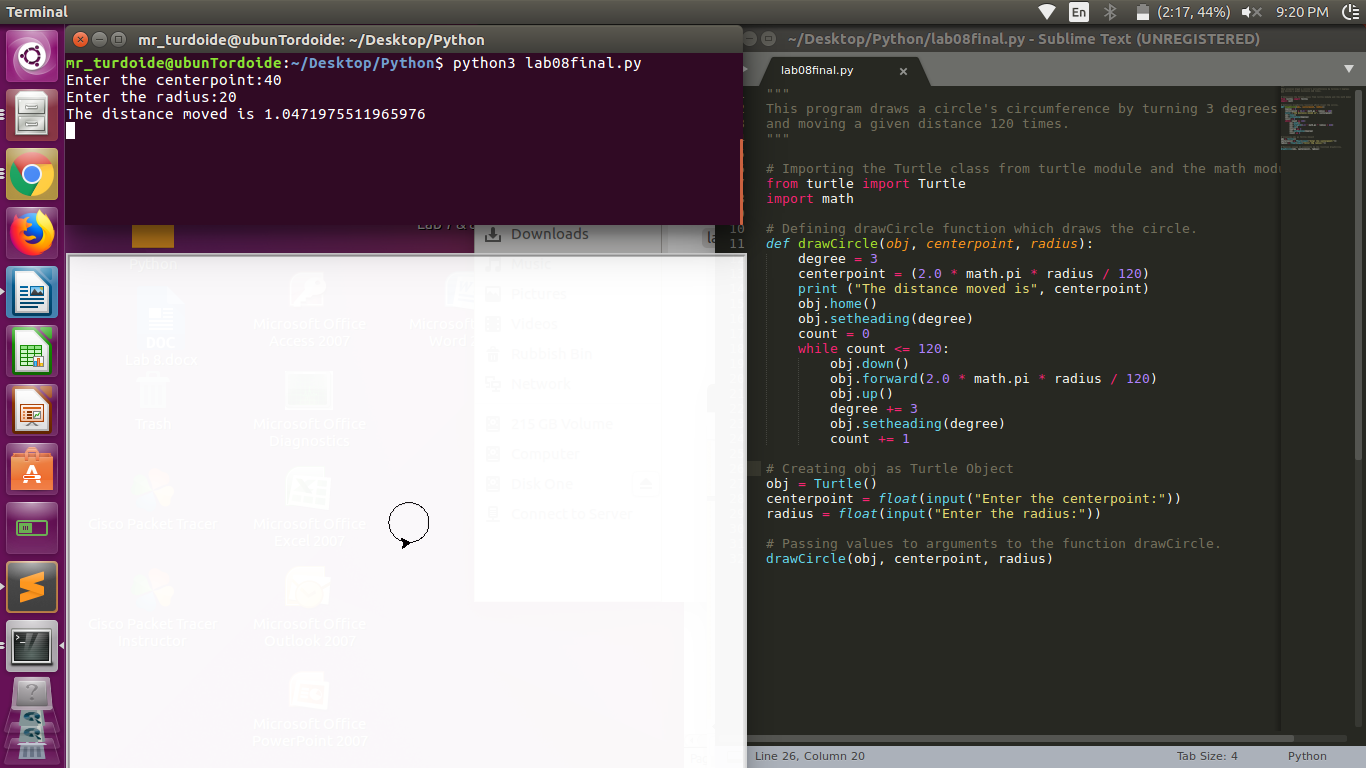 Terminal
En
(2:17, 44%)
9:20 PM
mr_turdoide@ubunTordoide: ~/Desktop/Python
mr_turdoide@ubunTordoide:~/Desktop/Python$ python3 lab08final.py
Enter the centerpoint:40
Enter the radius:20
The distance moved is 1.0471975511965976
~/Desktop/Python/lab08final.py - Sublime Text (UNREGISTERED)
lab08final.py
"""
This program draws a circle's circumference by turning 3 degrees
and moving a given distance 120 times.
"""
# Importing the Turtle class from turtle module and the math modu
from turtle import Turtle
import math
10 # Defining drawCircle function which draws the circle.
11 def drawCircle(obj, centerpoint, radius):
degree = 3
centerpoint = (2.0 * math.pi * radius / 120)
print ("The distance moved is", centerpoint)
obj.home()
obj.setheading(degree)
count = 0
while count <= 120:
obj.down()
obj.forward(2.0 * math.pi * radius / 120)
obj.up()
degree += 3
obj.setheading(degree)
count += 1
# Creating obj as Turtle Object
obj = Turtle()
centerpoint = float(input("Enter the centerpoint:"))
radius = float(input("Enter the radius:"))
# Passing values to arguments to the function drawCircle.
drawCircle(obj, centerpoint, radius)
Line 26, Column 20
Tab Size: 4
Python
Downloads
Python
Music
Pictures
Videos
Rubbish Bin
Network
Computer
Disk One
Connect to Server
DOC
Lab 6.docx
Trash
Cisco Packet Tracer
Cisco Packet Tracer
Instructor
Microsoft Office
Access 2007
Microsoft Office
Diagnostics
Microsoft Office
Excel 2007
Microsoft Office
Outlook 2007
Microsoft Office
PowerPoint 2007